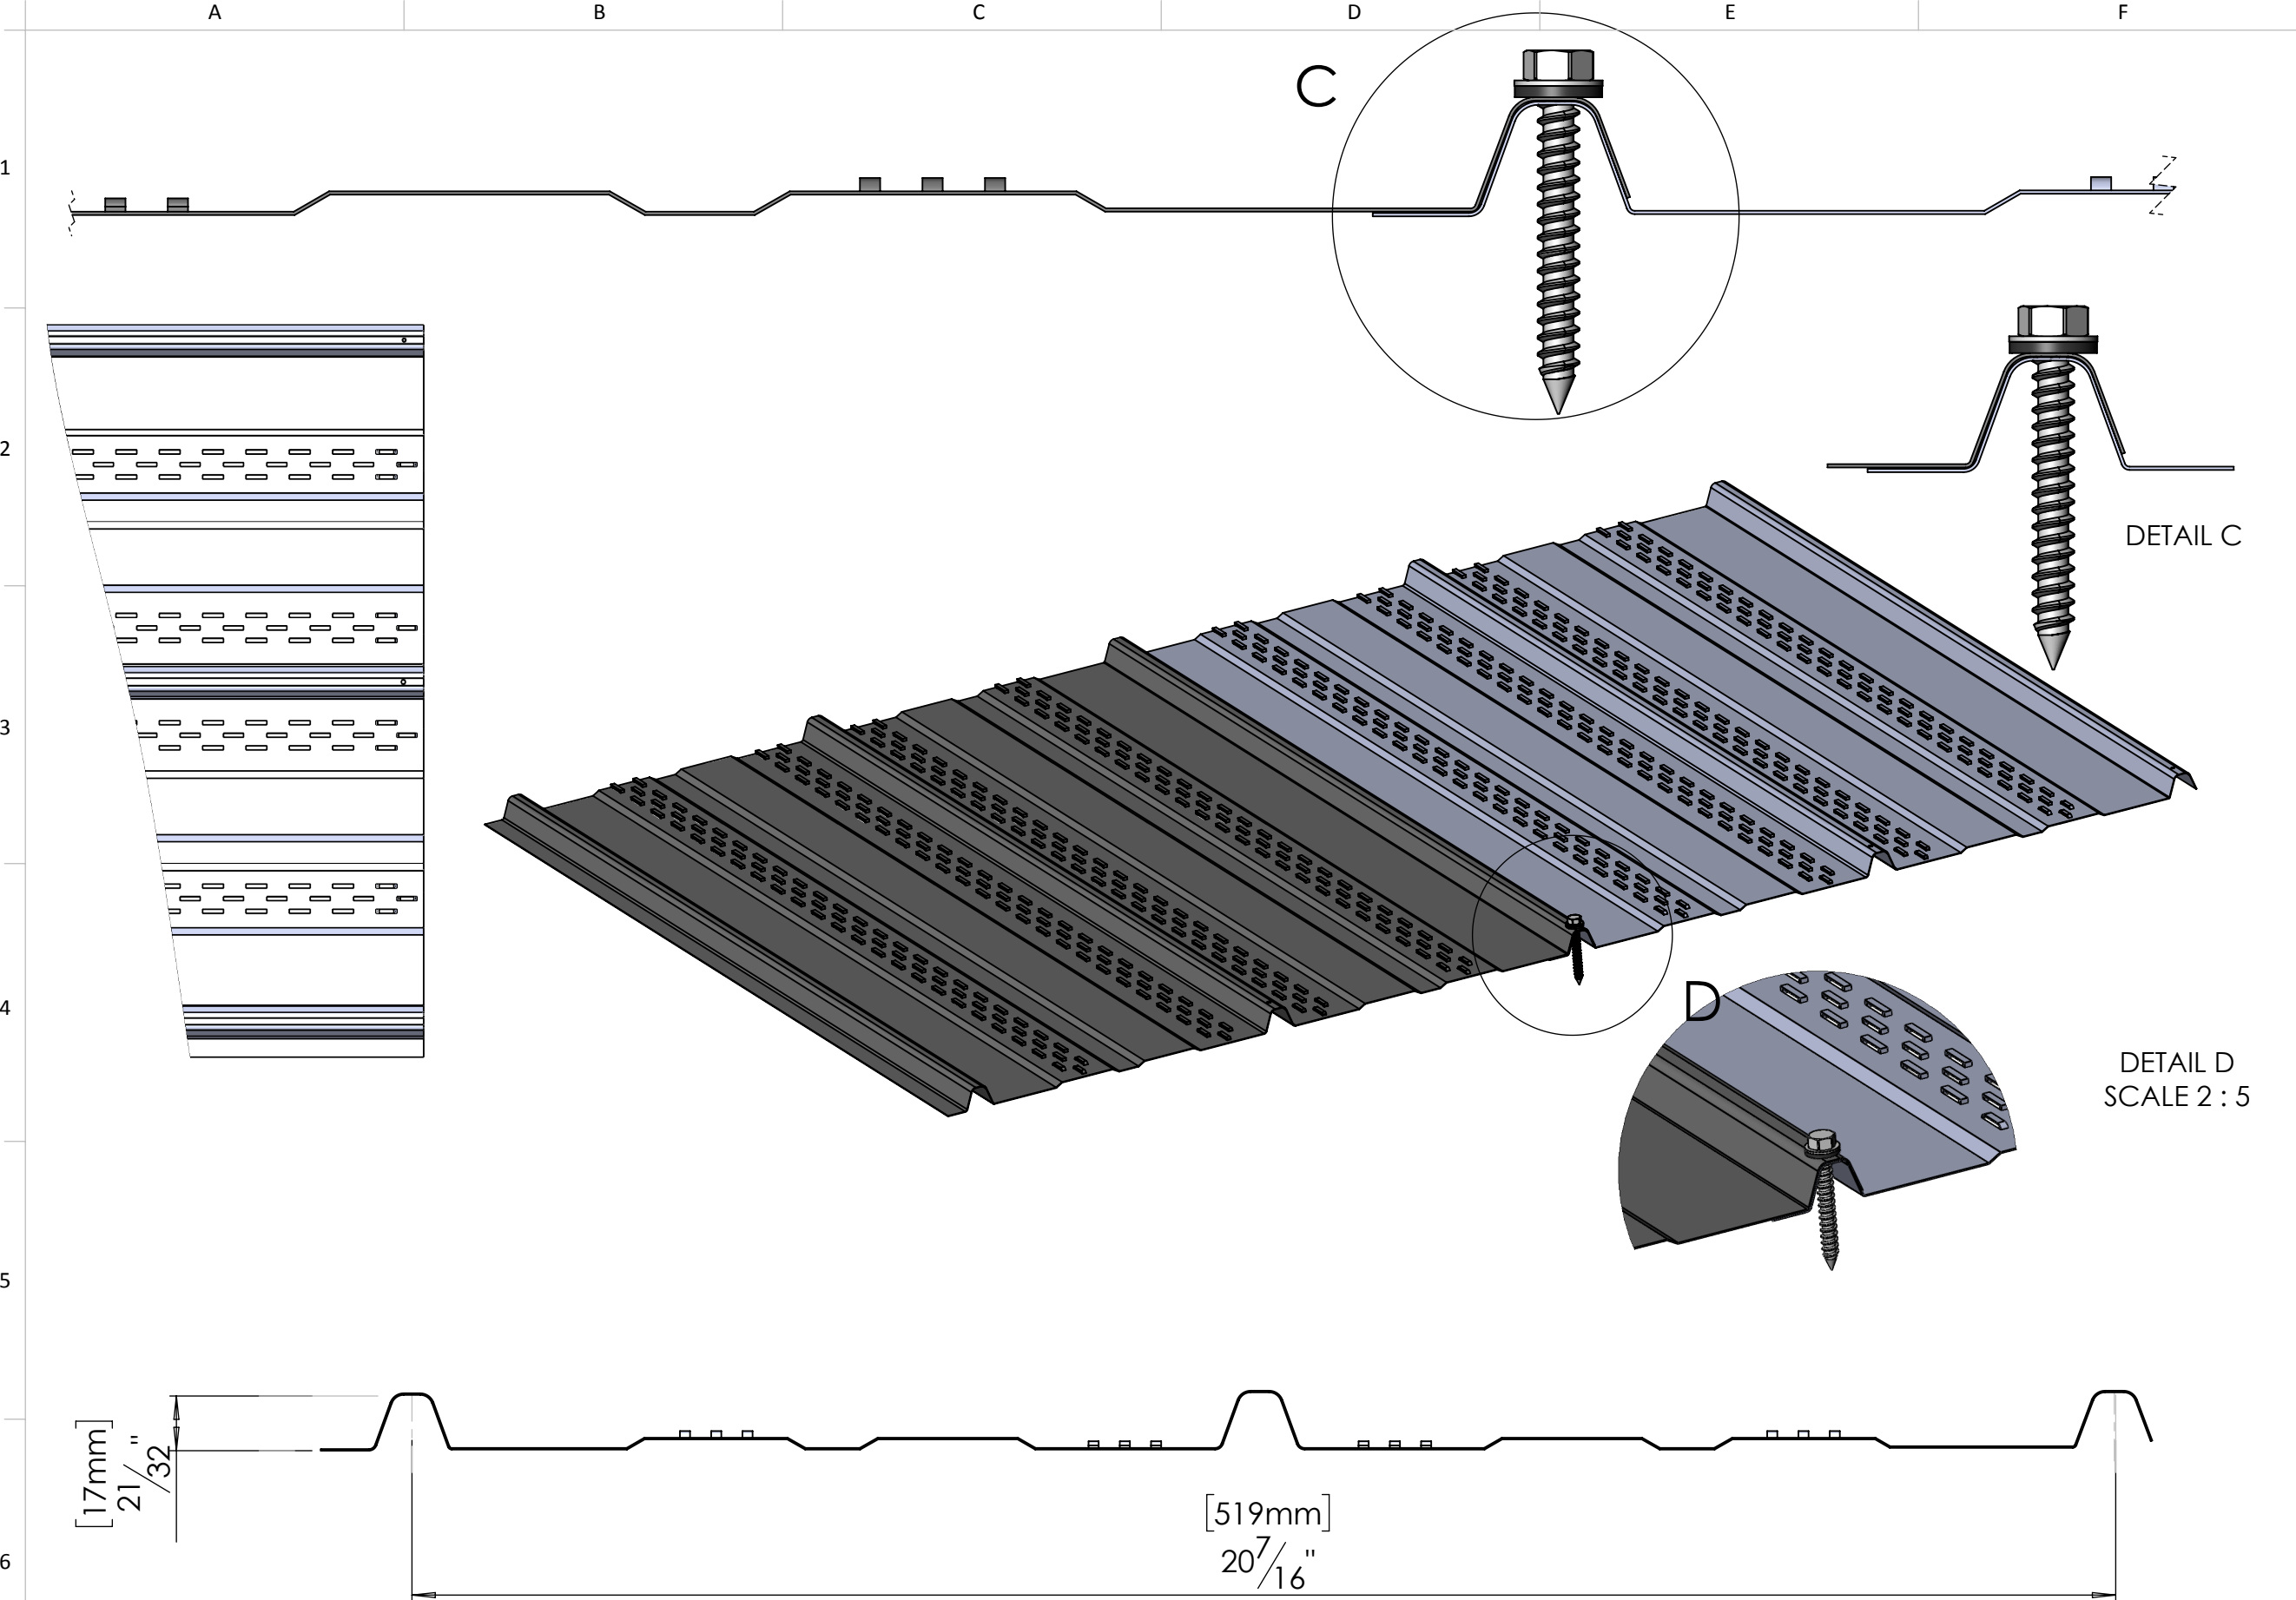 A B C D E F
C
1
2
DETAIL C
3
4
D
DETAIL D
SCALE 2 : 5
5
[17mm]
21/32"
[519mm]
20 7/16"
6